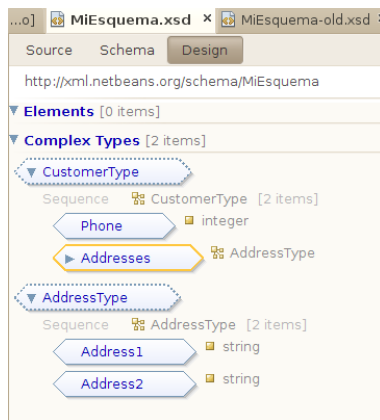 ...o] MiEsquema.xsd × MiEsquema-old.xsd
Source Schema Design
http://xml.netbeans.org/schema/MiEsquema
Elements [0 items]
Complex Types [2 items]
CustomerType
Sequence CustomerType [2 items]
Phone integer
Addresses AddressType
AddressType
Sequence AddressType [2 items]
Address1 string
Address2 string